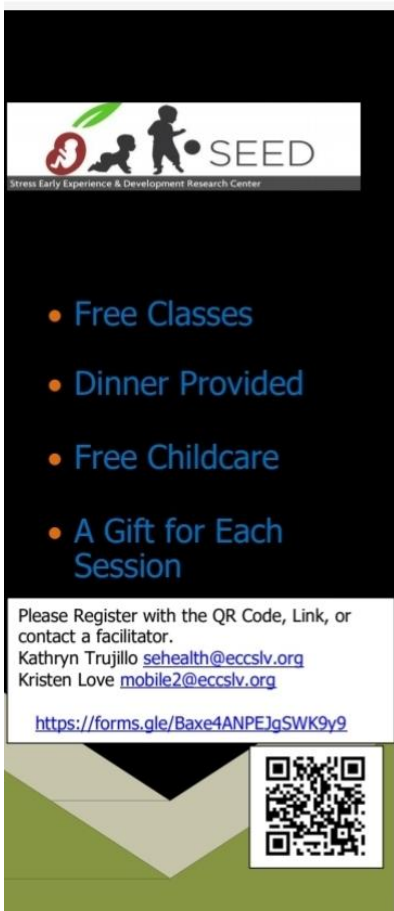 SEED
Stress Early Experience & Development Research Center
• Free Classes
• Dinner Provided
• Free Childcare
• A Gift for Each
Session
Please Register with the QR Code, Link, or
contact a facilitator.
Kathryn Trujillo sehealth@eccslv.org
Kristen Love mobile2@eccslv.org
https://forms.gle/Baxe4ANPEJgSWK9y9